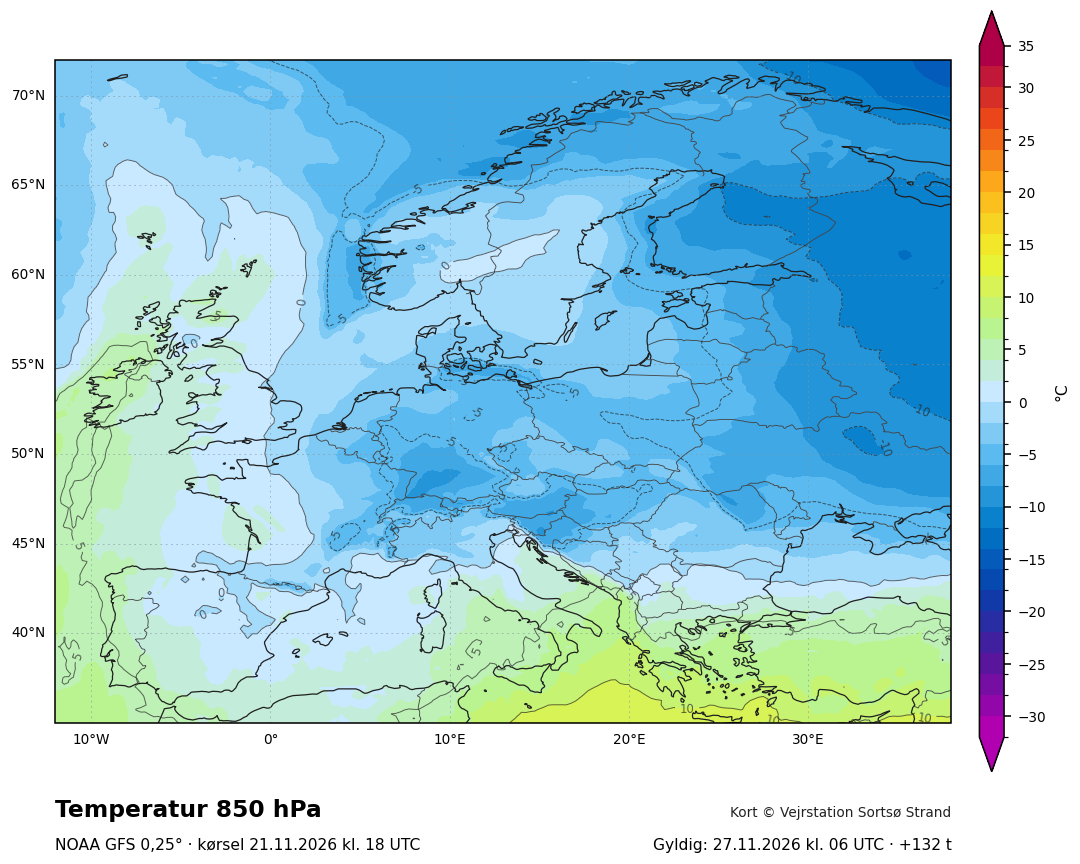 35
30
25
20
15
10
5
0
−5
−10
−15
−20
−25
−30
°C
70°N
65°N
60°N
55°N
50°N
45°N
40°N
10°W
0°
10°E
20°E
30°E
Temperatur 850 hPa
Kort © Vejrstation Sortsø Strand
NOAA GFS 0,25° · kørsel 21.11.2026 kl. 18 UTC
Gyldig: 27.11.2026 kl. 06 UTC · +132 t